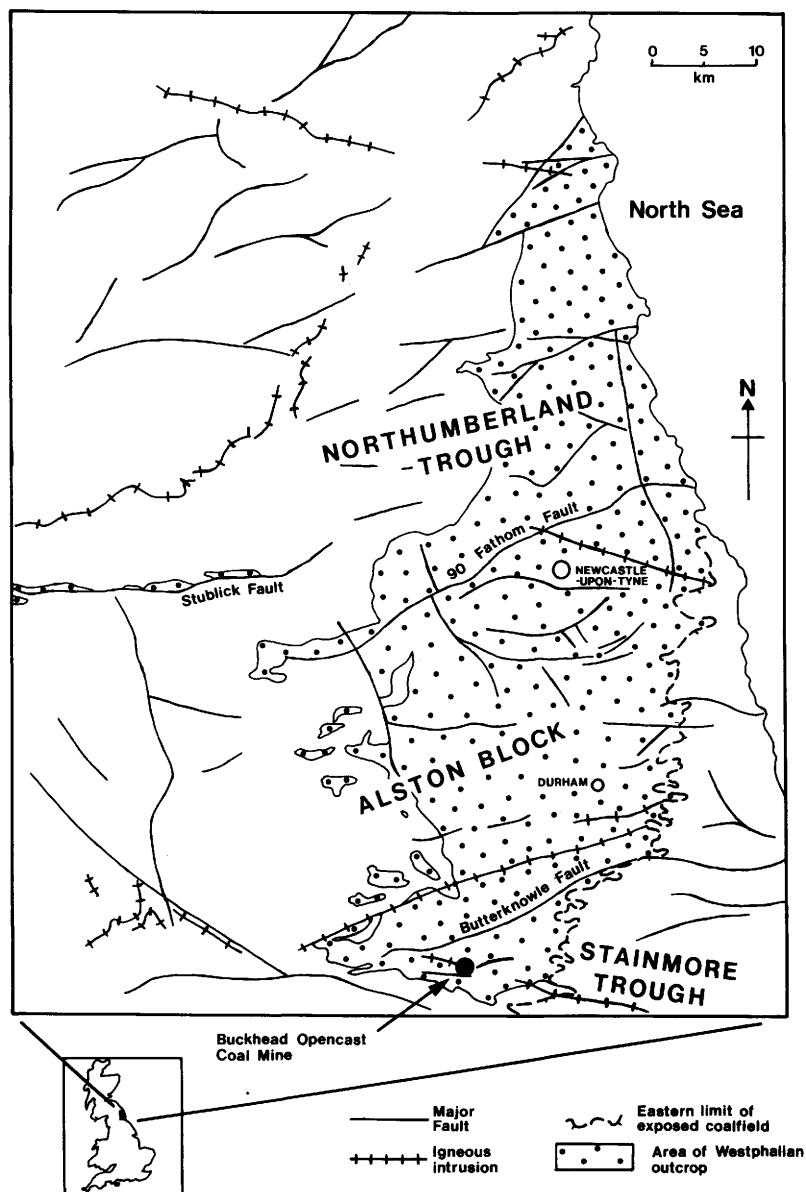 0 5 10
km
North Sea
N
NORTHUMBERLAND
TROUGH
90 Fathom Fault
NEWCASTLE
-UPON-TYNE
Stublick Fault
ALSTON BLOCK
DURHAM
Butterknowle Fault
STAINMORE
TROUGH
Buckhead Opencast
Coal Mine
Major
Fault
Igneous
intrusion
Eastern limit of
exposed coalfield
Area of Westphalian
outcrop